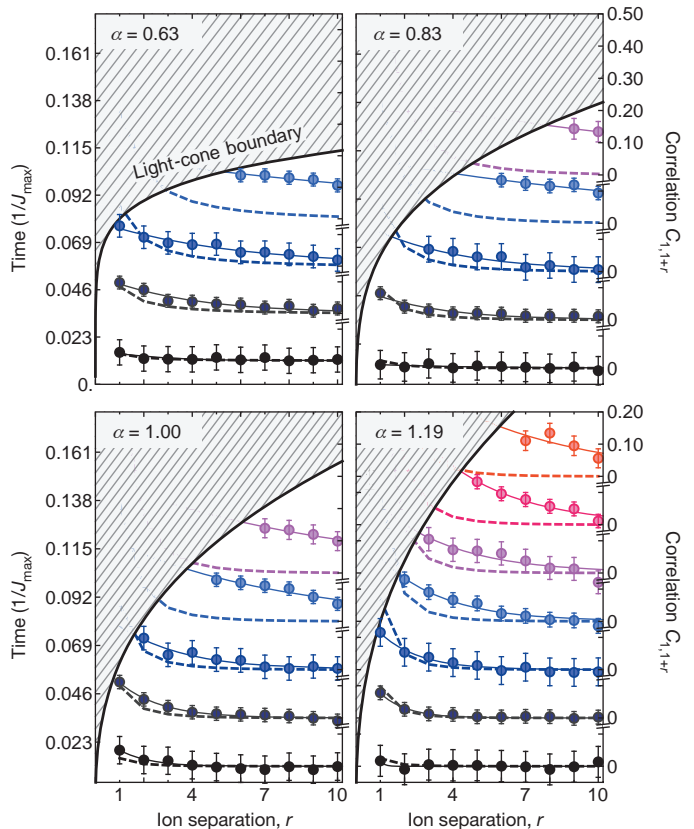 α = 0.63
α = 0.83
0.161
0.138
0.115
0.092
0.069
0.046
0.023
0.
Time (1/Jmax)
Light-cone boundary
0.50
0.40
0.30
0.20
0.10
0
0
0
0
0
Correlation C1,1+r
α = 1.00
α = 1.19
0.161
0.138
0.115
0.092
0.069
0.046
0.023
Time (1/Jmax)
0.20
0.10
0
0
0
0
0
0
0
Correlation C1,1+r
1 4 7 10
1 4 7 10
Ion separation, r
Ion separation, r